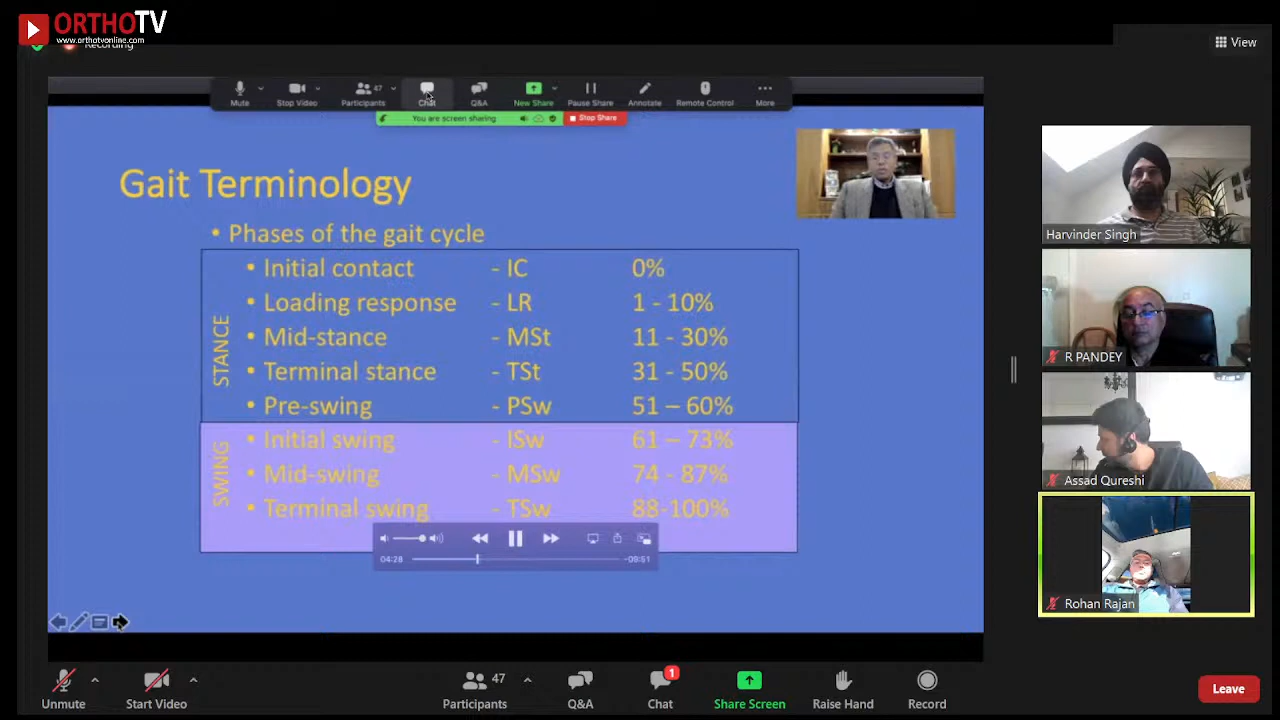 ORTHOTV
www.orthotvonline.com
Recording
View
Mute
Stop Video
Participants
47
Chat
Q&A
New Share
Pause Share
Annotate
Remote Control
More
You are screen sharing
Stop Share
Gait Terminology
• Phases of the gait cycle
STANCE
• Initial contact - IC 0%
• Loading response - LR 1 - 10%
• Mid-stance - MSt 11 - 30%
• Terminal stance - TSt 31 - 50%
• Pre-swing - PSw 51 – 60%
SWING
• Initial swing - ISw 61 – 73%
• Mid-swing - MSw 74 - 87%
• Terminal swing - TSw 88-100%
04:28
-09:51
Harvinder Singh
R PANDEY
Assad Qureshi
Rohan Rajan
Unmute
Start Video
Participants
47
Q&A
Chat
1
Share Screen
Raise Hand
Record
Leave